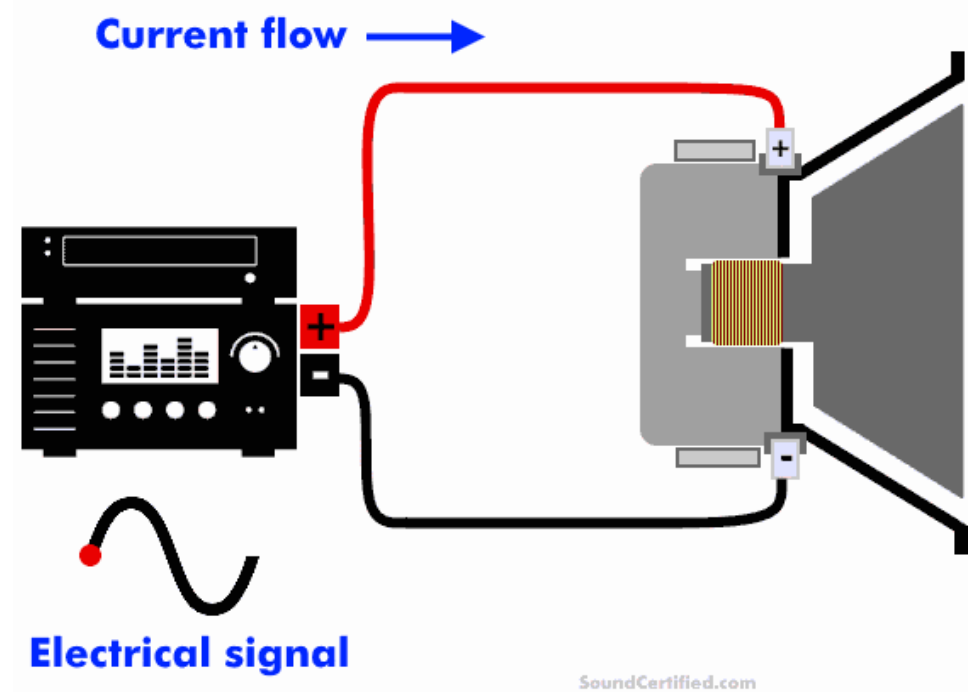 Current flow
+
+
-
-
Electrical signal
SoundCertified.com